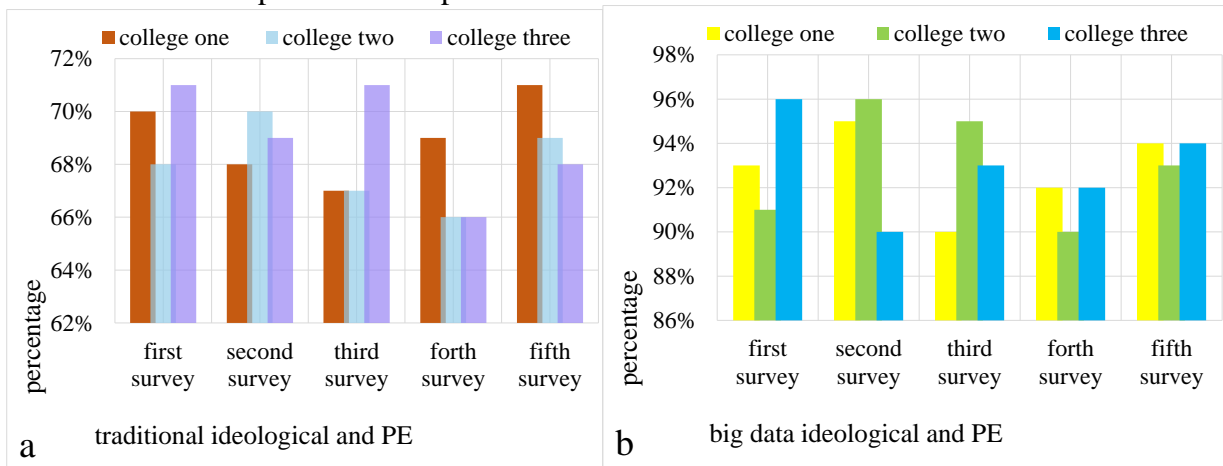 college one college two college three
72%
70%
68%
66%
64%
62%
percentage
first survey
second survey
third survey
forth survey
fifth survey
a traditional ideological and PE
college one college two college three
98%
96%
94%
92%
90%
88%
86%
percentage
first survey
second survey
third survey
forth survey
fifth survey
b big data ideological and PE